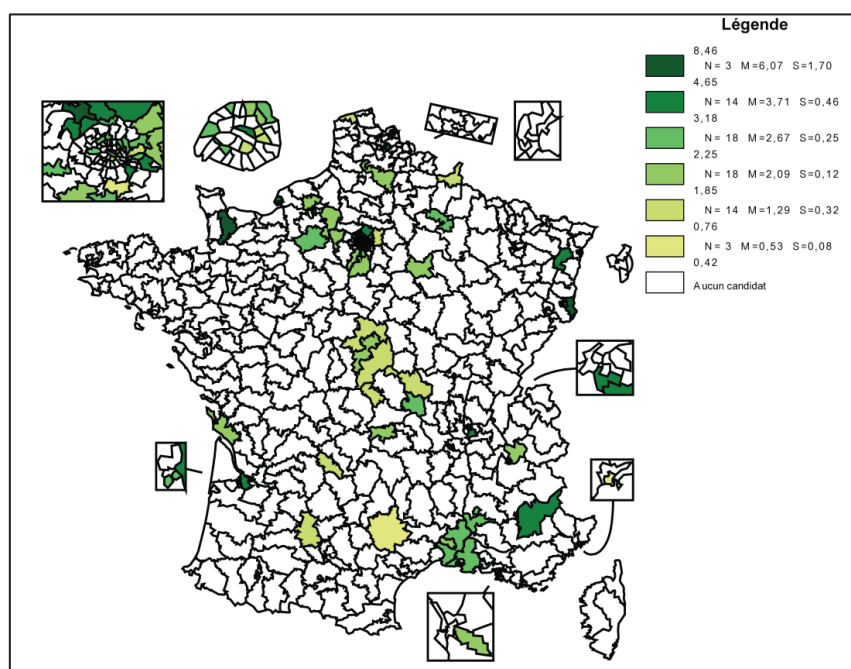 Légende
8,46
N = 3 M=6,07 S=1,70
4,65
N = 14 M=3,71 S=0,46
3,18
N = 18 M=2,67 S=0,25
2,25
N = 18 M=2,09 S=0,12
1,85
N = 14 M=1,29 S=0,32
0,76
N = 3 M=0,53 S=0,08
0,42
Aucun candidat